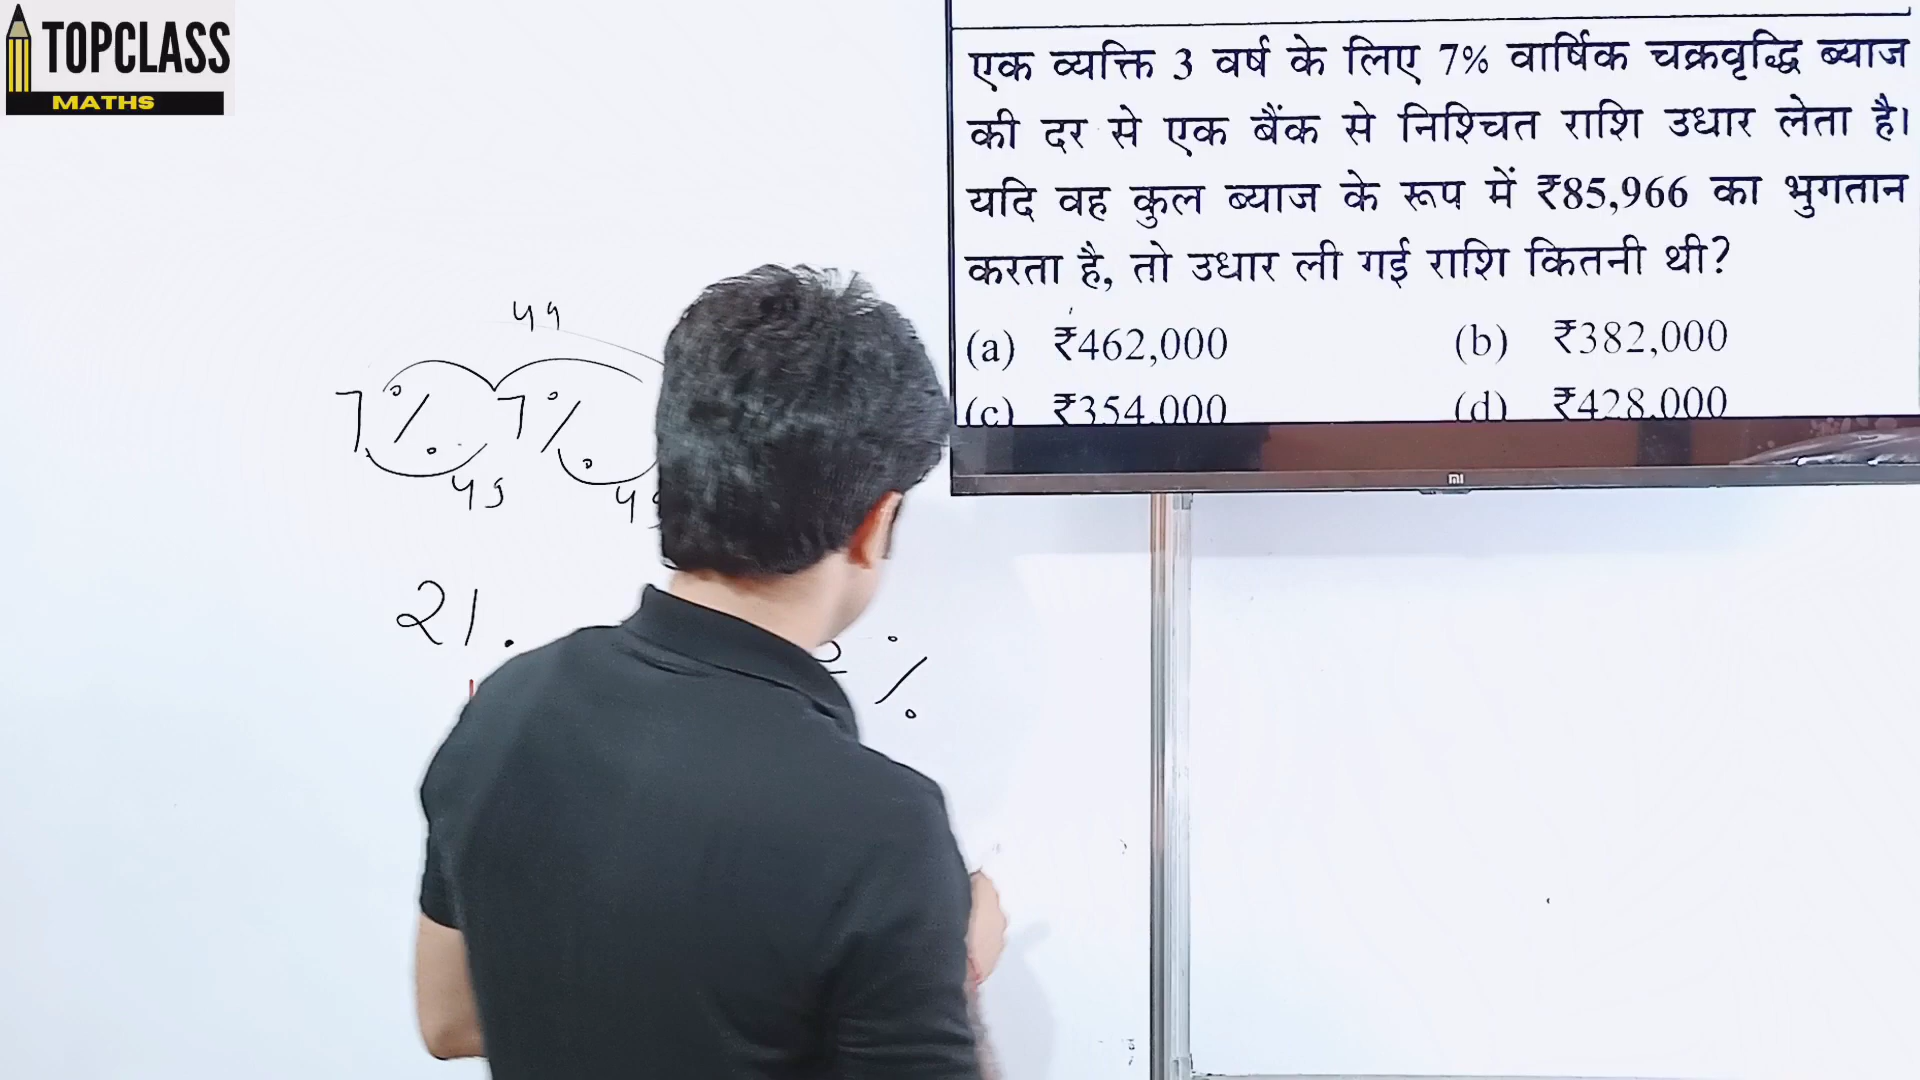 TOPCLASS
MATHS
एक व्यक्ति 3 वर्ष के लिए 7% वार्षिक चक्रवृद्धि ब्याज
की दर से एक बैंक से निश्चित राशि उधार लेता है।
यदि वह कुल ब्याज के रूप में ₹85,966 का भुगतान
करता है, तो उधार ली गई राशि कितनी थी?
(a) ₹462,000 (b) ₹382,000
(c) ₹354,000 (d) ₹428,000
mi
49
7% 7%
49
21.
%